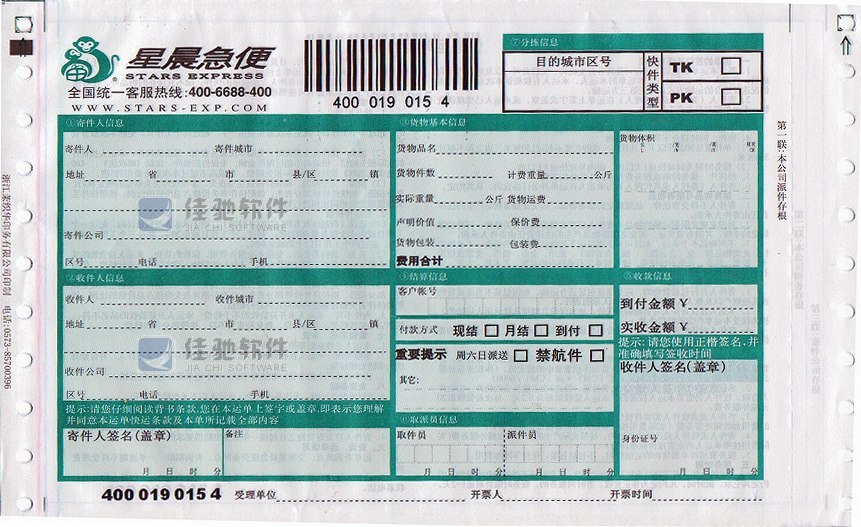 星晨急便
STARS EXPRESS
全国统一客服热线:400-6688-400
WWW.STARS-EXP.COM
400 019 015 4
⑦分拣信息
目的城市区号
快件类型
TK
PK
①寄件人信息
寄件人 寄件城市
地址 省 市 县/区 镇
寄件公司
区号 电话 手机
佳驰软件
JIA CHI SOFTWARE
③货物基本信息
货物品名
货物件数 计费重量 公斤
实际重量 公斤 货物运费
声明价值 保价费
货物包装 包装费
费用合计
货物体积
②收件人信息
收件人 收件城市
地址 省 市 县/区 镇
收件公司
区号 电话 手机
佳驰软件
JIA CHI SOFTWARE
提示:请您仔细阅读背书条款,您在本运单上签字或盖章,即表示您理解
并同意本运单快运条款及本单所记载全部内容
寄件人签名(盖章)
月 日 时 分
备注
④结算信息
客户帐号
付款方式 现结 月结 到付
重要提示 周六日派送 禁航件
其它:
⑥取派员信息
取件员 派件员
月 日 时 分 月 日 时 分
⑤收款信息
到付金额 ¥
实收金额 ¥
提示:请您使用正楷签名,并
准确填写签收时间
收件人签名(盖章)
身份证号
月 日 时 分
400 019 015 4 受理单位 开票人 开票时间
第一联:本公司派件存根
电话:0573-85700396